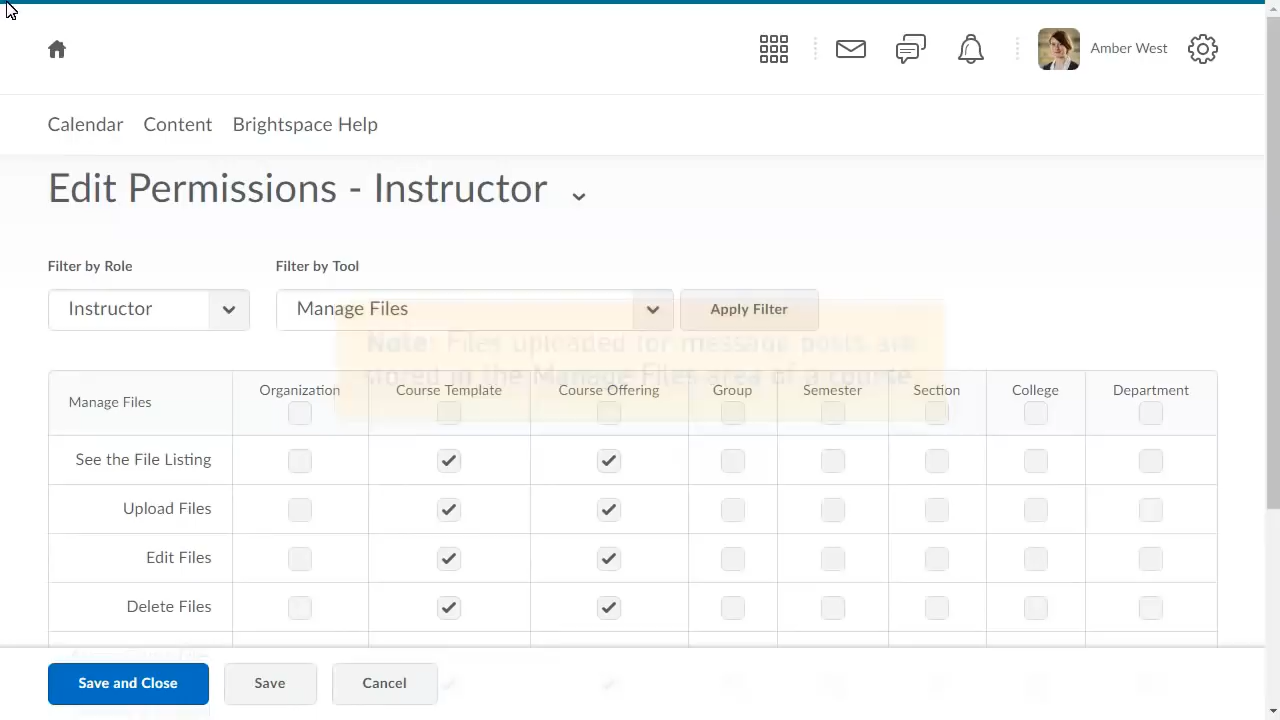 Amber West
Calendar Content Brightspace Help
Edit Permissions - Instructor
Filter by Role Filter by Tool
Instructor Manage Files Apply Filter
Note: Files uploaded for message posts are
stored in the Manage Files area of a course
Manage Files Organization Course Template Course Offering Group Semester Section College Department
See the File Listing
Upload Files
Edit Files
Delete Files
Save and Close Save Cancel